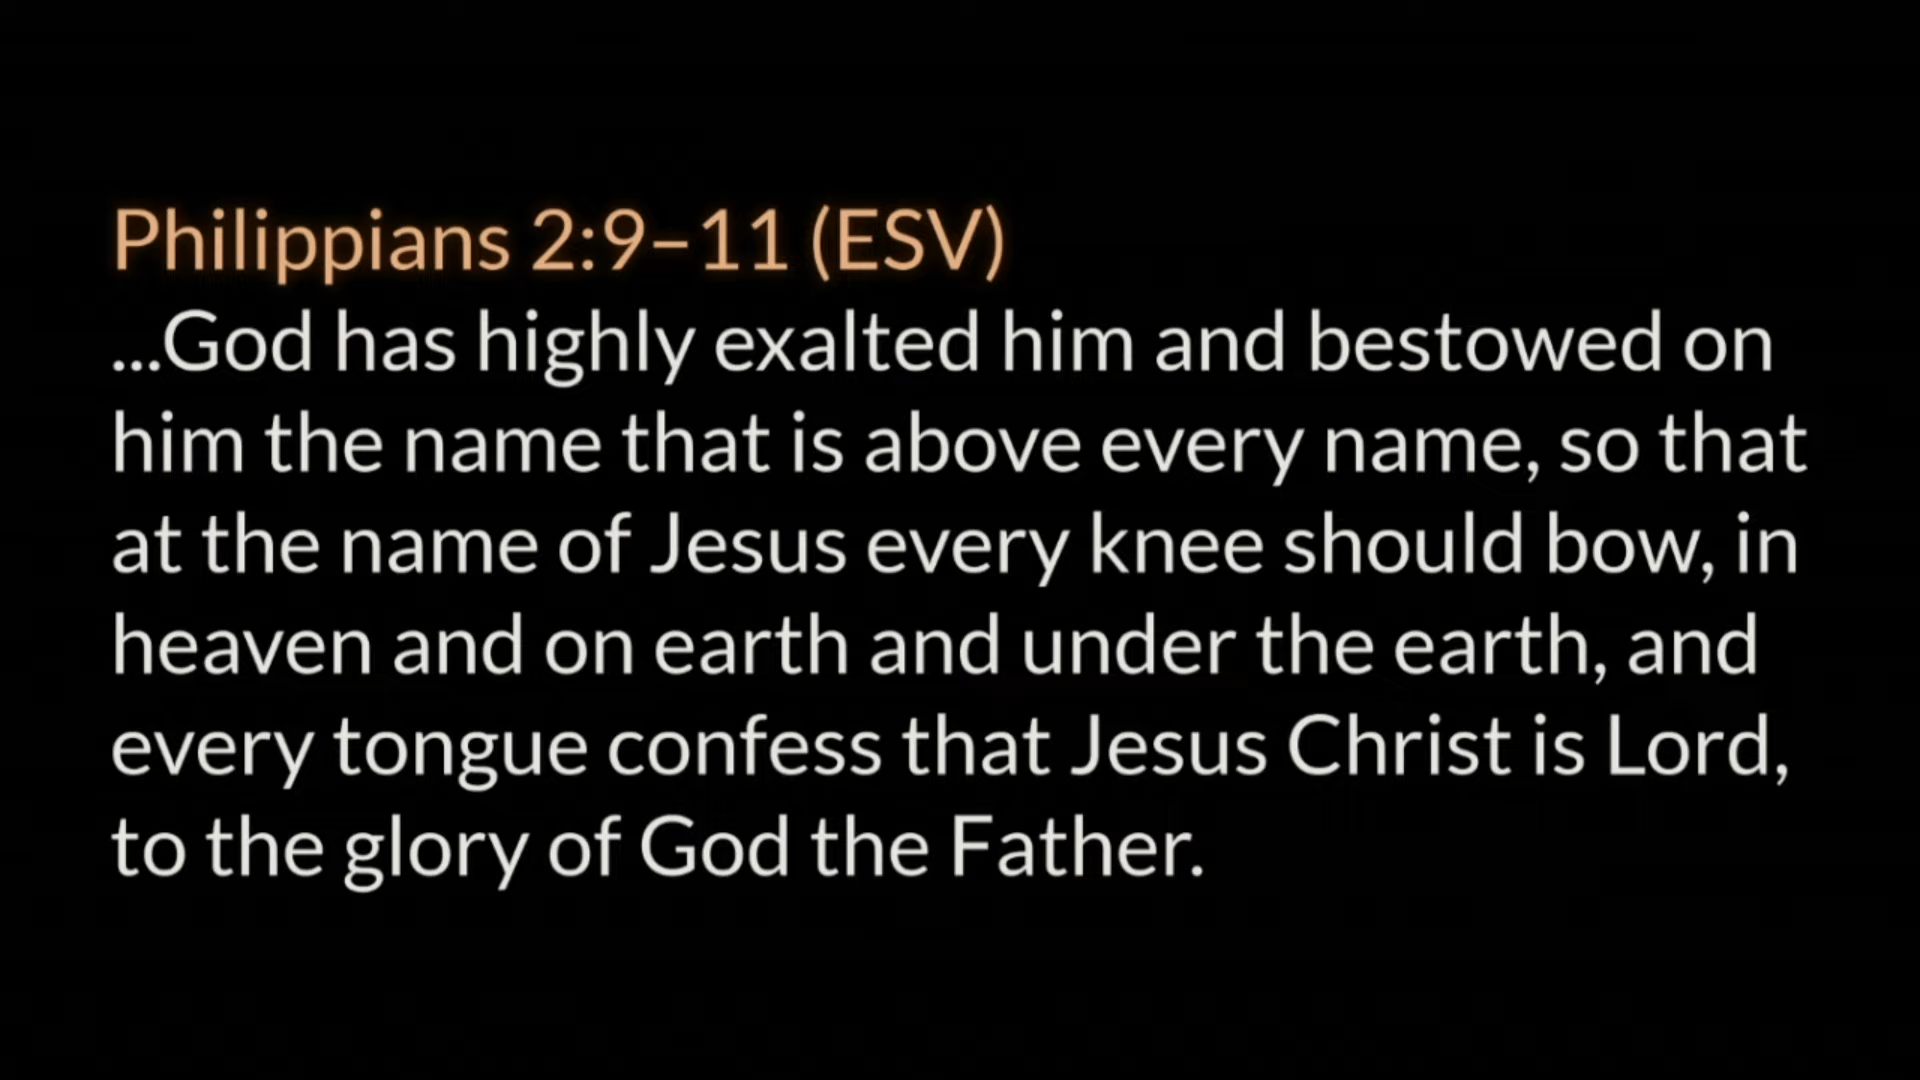 Philippians 2:9–11 (ESV)
...God has highly exalted him and bestowed on
him the name that is above every name, so that
at the name of Jesus every knee should bow, in
heaven and on earth and under the earth, and
every tongue confess that Jesus Christ is Lord,
to the glory of God the Father.